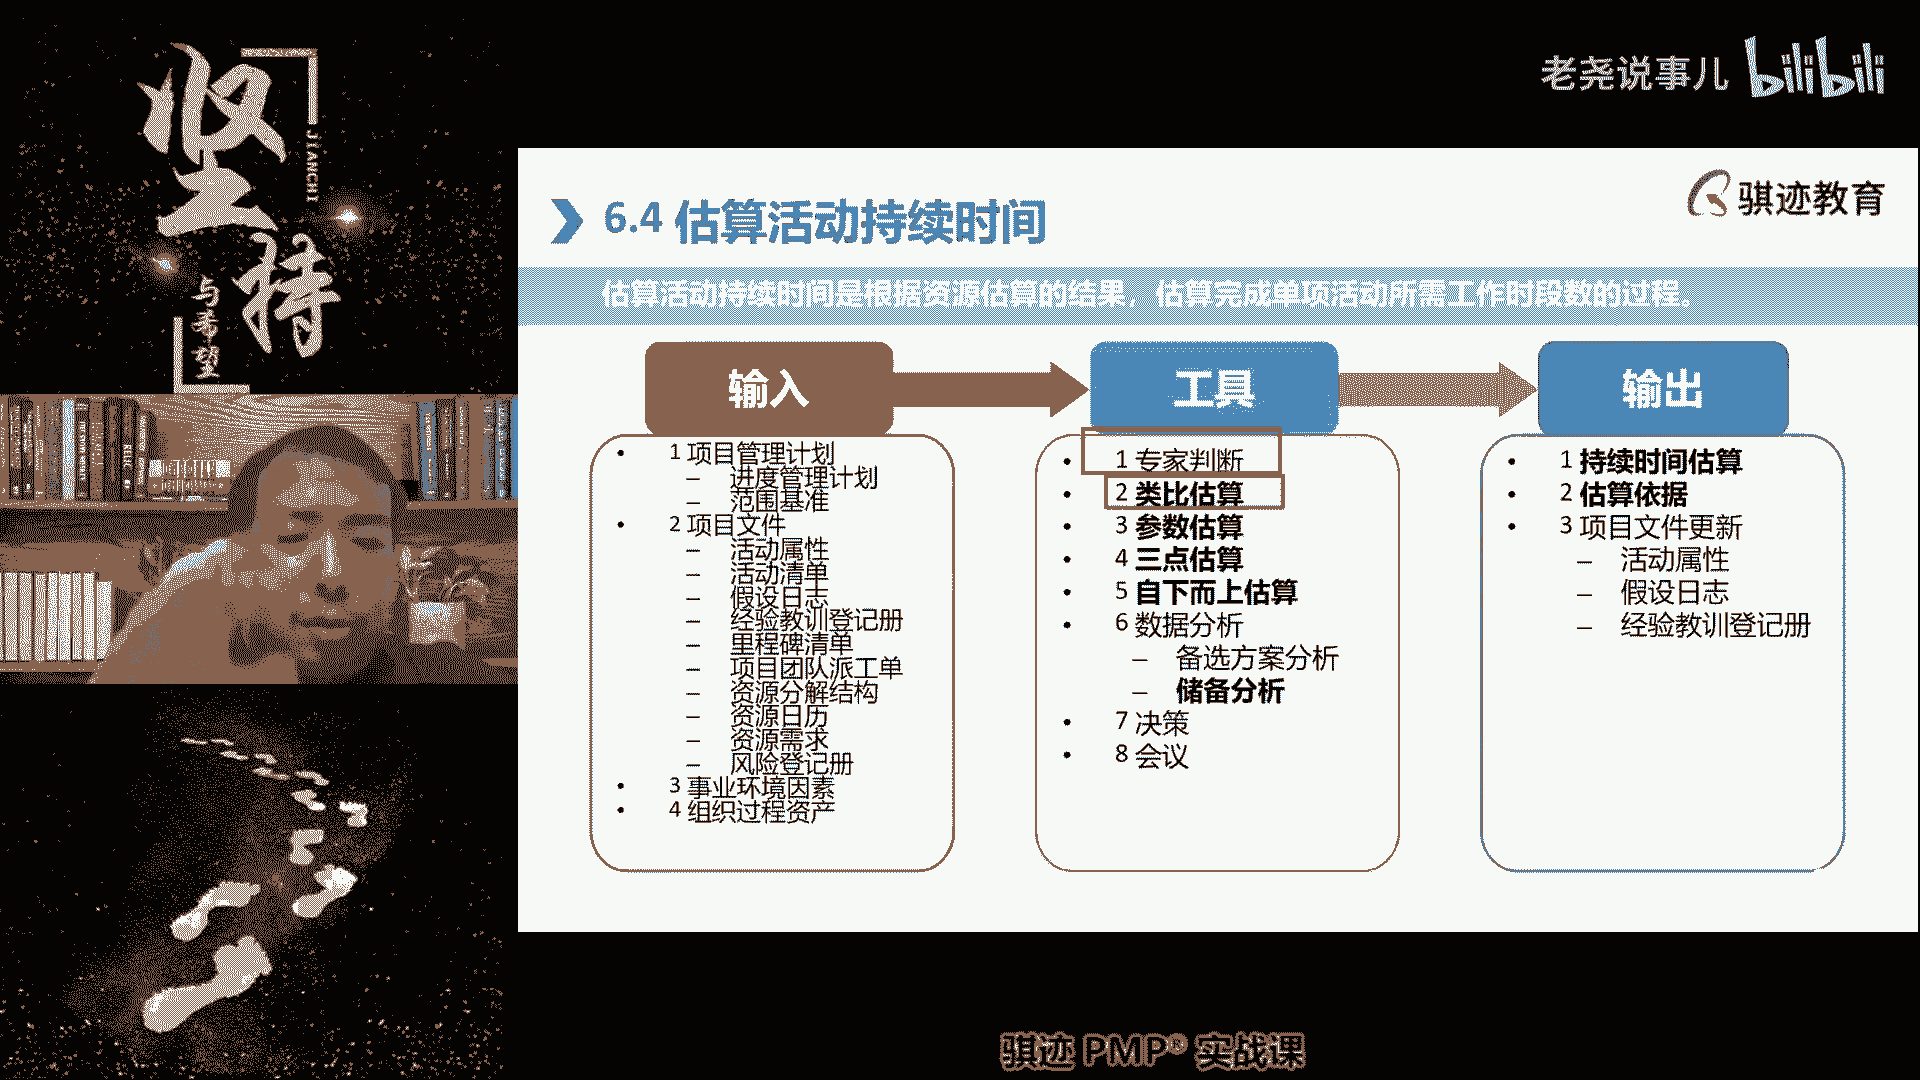 坚持
JIANCHI
与希望
老尧说事儿 bilibili
骐迹教育
6.4 估算活动持续时间
估算活动持续时间是根据资源估算的结果，估算完成单项活动所需工作时段数的过程。
输入
• 1 项目管理计划
– 进度管理计划
– 范围基准
• 2 项目文件
– 活动属性
– 活动清单
– 假设日志
– 经验教训登记册
– 里程碑清单
– 项目团队派工单
– 资源分解结构
– 资源日历
– 资源需求
– 风险登记册
• 3 事业环境因素
• 4 组织过程资产
工具
• 1 专家判断
• 2 类比估算
• 3 参数估算
• 4 三点估算
• 5 自下而上估算
• 6 数据分析
– 备选方案分析
– 储备分析
• 7 决策
• 8 会议
输出
• 1 持续时间估算
• 2 估算依据
• 3 项目文件更新
– 活动属性
– 假设日志
– 经验教训登记册
骐迹 PMP® 实战课